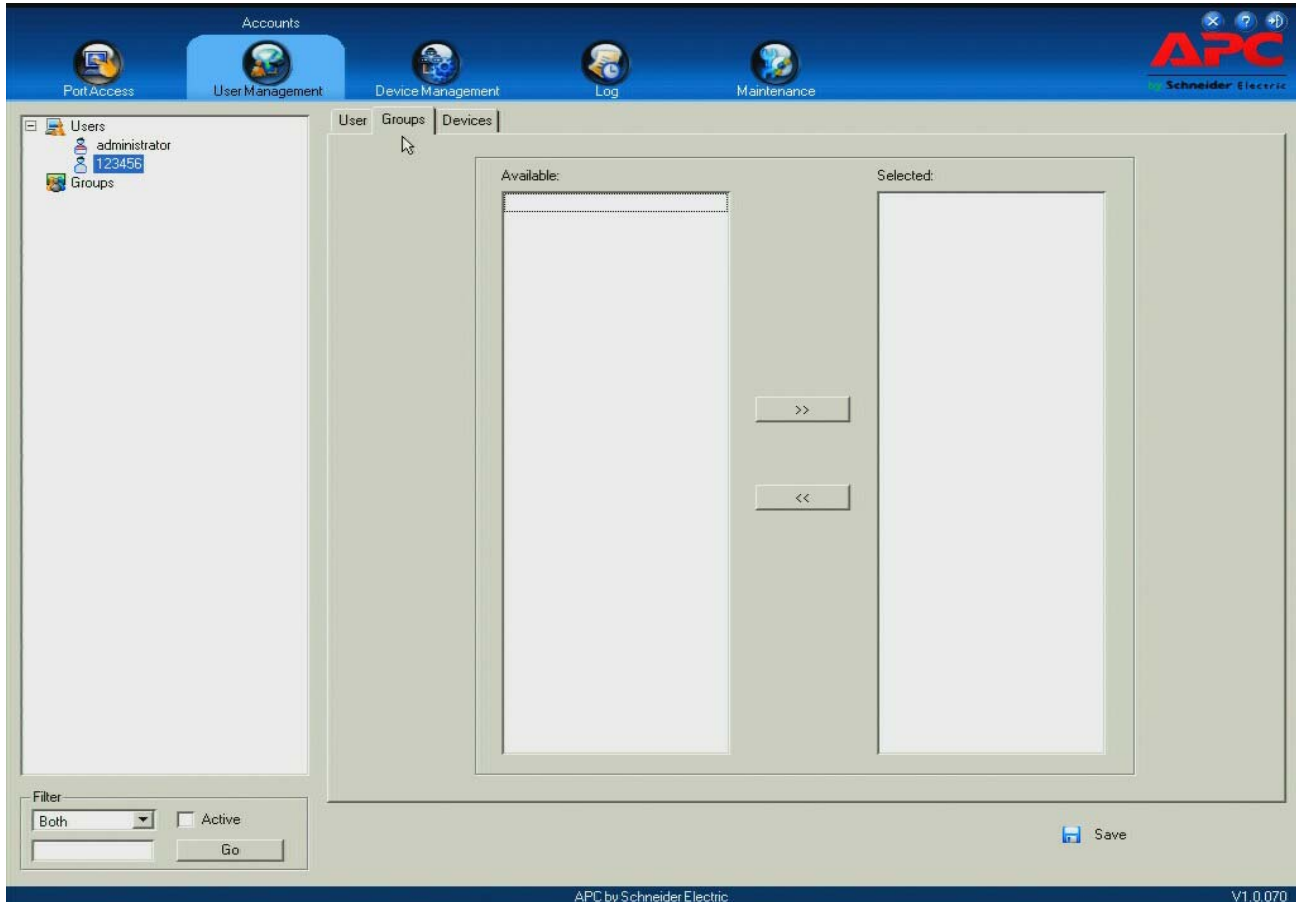 Accounts
APC
by Schneider Electric
Port Access
User Management
Device Management
Log
Maintenance
Users
administrator
123456
Groups
User
Groups
Devices
Available:
Selected:
>>
<<
Filter
Both
Active
Go
Save
APC by Schneider Electric
V1.0.070